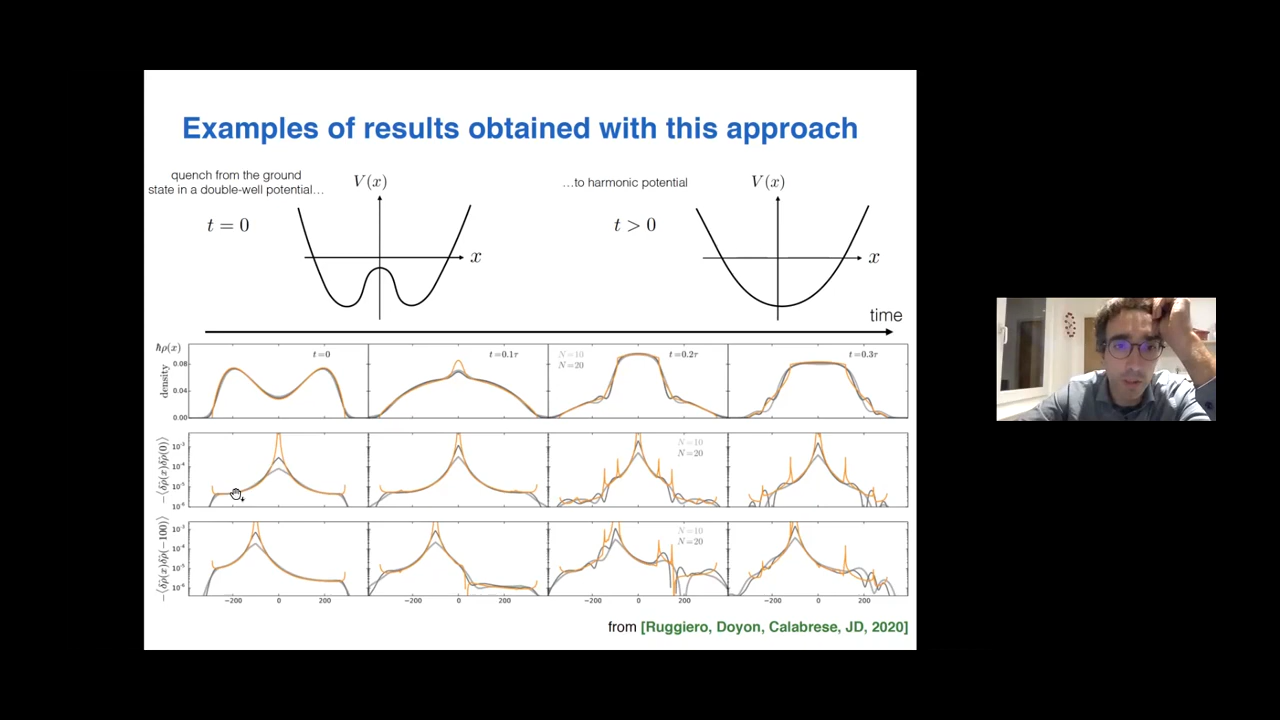 Examples of results obtained with this approach
quench from the ground
state in a double-well potential…
V(x)
…to harmonic potential
V(x)
t = 0
t > 0
x
x
time
ℏρ(x)
density
0.08
0.04
0.00
t=0
t=0.1τ
N=10
N=20
t=0.2τ
t=0.3τ
−⟨δρ̂(x)δρ̂(0)⟩
10⁻³
10⁻⁴
10⁻⁵
10⁻⁶
N=10
N=20
−⟨δρ̂(x)δρ̂(−100)⟩
10⁻³
10⁻⁴
10⁻⁵
10⁻⁶
N=10
N=20
−200 0 200 −200 0 200 −200 0 200 −200 0 200
from [Ruggiero, Doyon, Calabrese, JD, 2020]